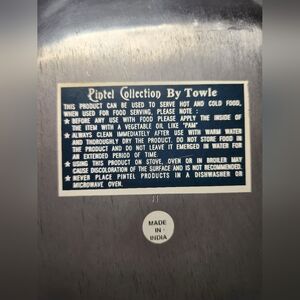 Pintel Collection By Towle
THIS PRODUCT CAN BE USED TO SERVE HOT AND COLD FOOD,
WHEN USED FOR FOOD SERVING, PLEASE NOTE :
★ BEFORE ANY USE WITH FOOD PLEASE APPLY THE INSIDE OF
THE ITEM WITH A VEGETABLE OIL LIKE "PAM"
★ ALWAYS CLEAN IMMEDIATELY AFTER USE WITH WARM WATER
AND THOROUGHLY DRY THE PRODUCT. DO NOT STORE FOOD IN
THE PRODUCT AND DO NOT LEAVE IT EMERGED IN WATER FOR
AN EXTENDED PERIOD OF TIME.
★ USING THIS PRODUCT ON STOVE, OVEN OR IN BROILER MAY
CAUSE DISCOLORATION OF THE SURFACE AND IS NOT RECOMMENDED.
★ NEVER PLACE PINTEL PRODUCTS IN A DISHWASHER OR
MICROWAVE OVEN.
MADE
IN
INDIA